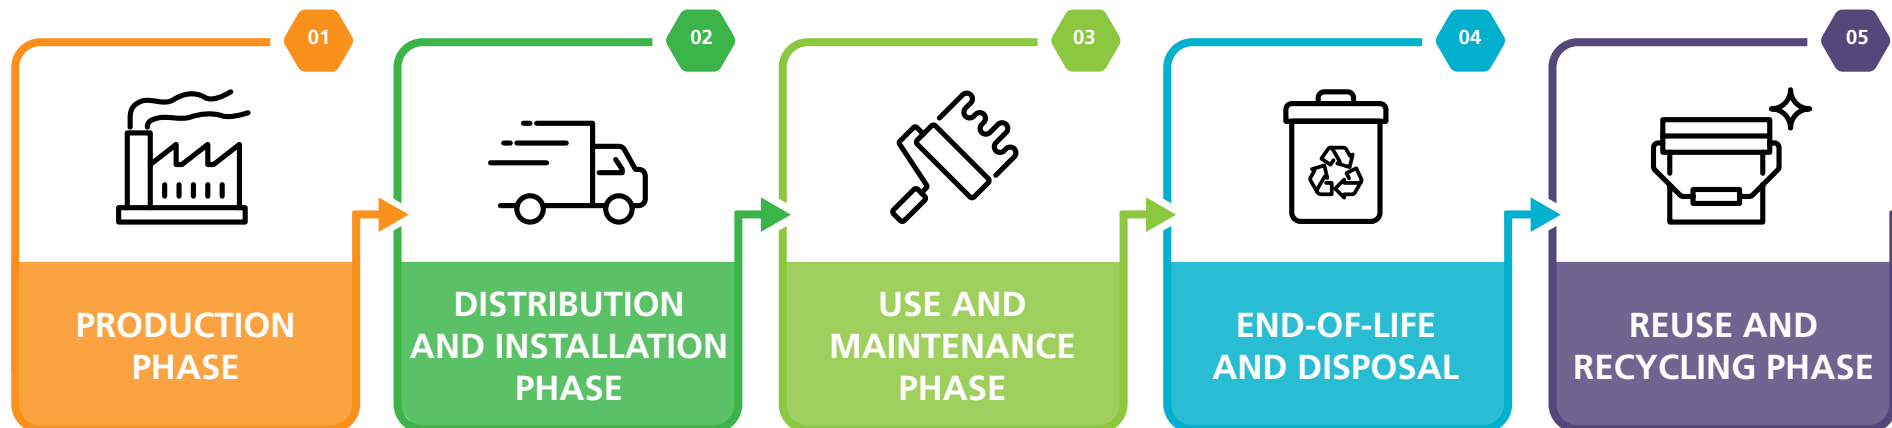 01
PRODUCTION
PHASE
02
DISTRIBUTION
AND INSTALLATION
PHASE
03
USE AND
MAINTENANCE
PHASE
04
END-OF-LIFE
AND DISPOSAL
05
REUSE AND
RECYCLING PHASE